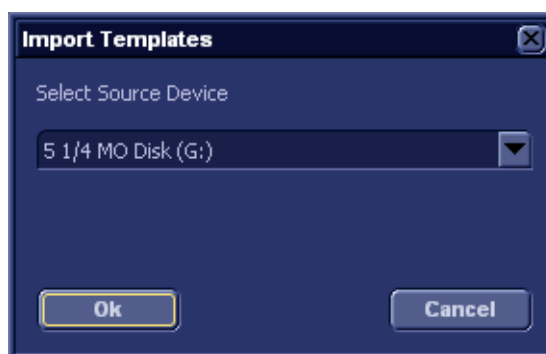 Import Templates
Select Source Device
5 1/4 MO Disk (G:)
Ok
Cancel